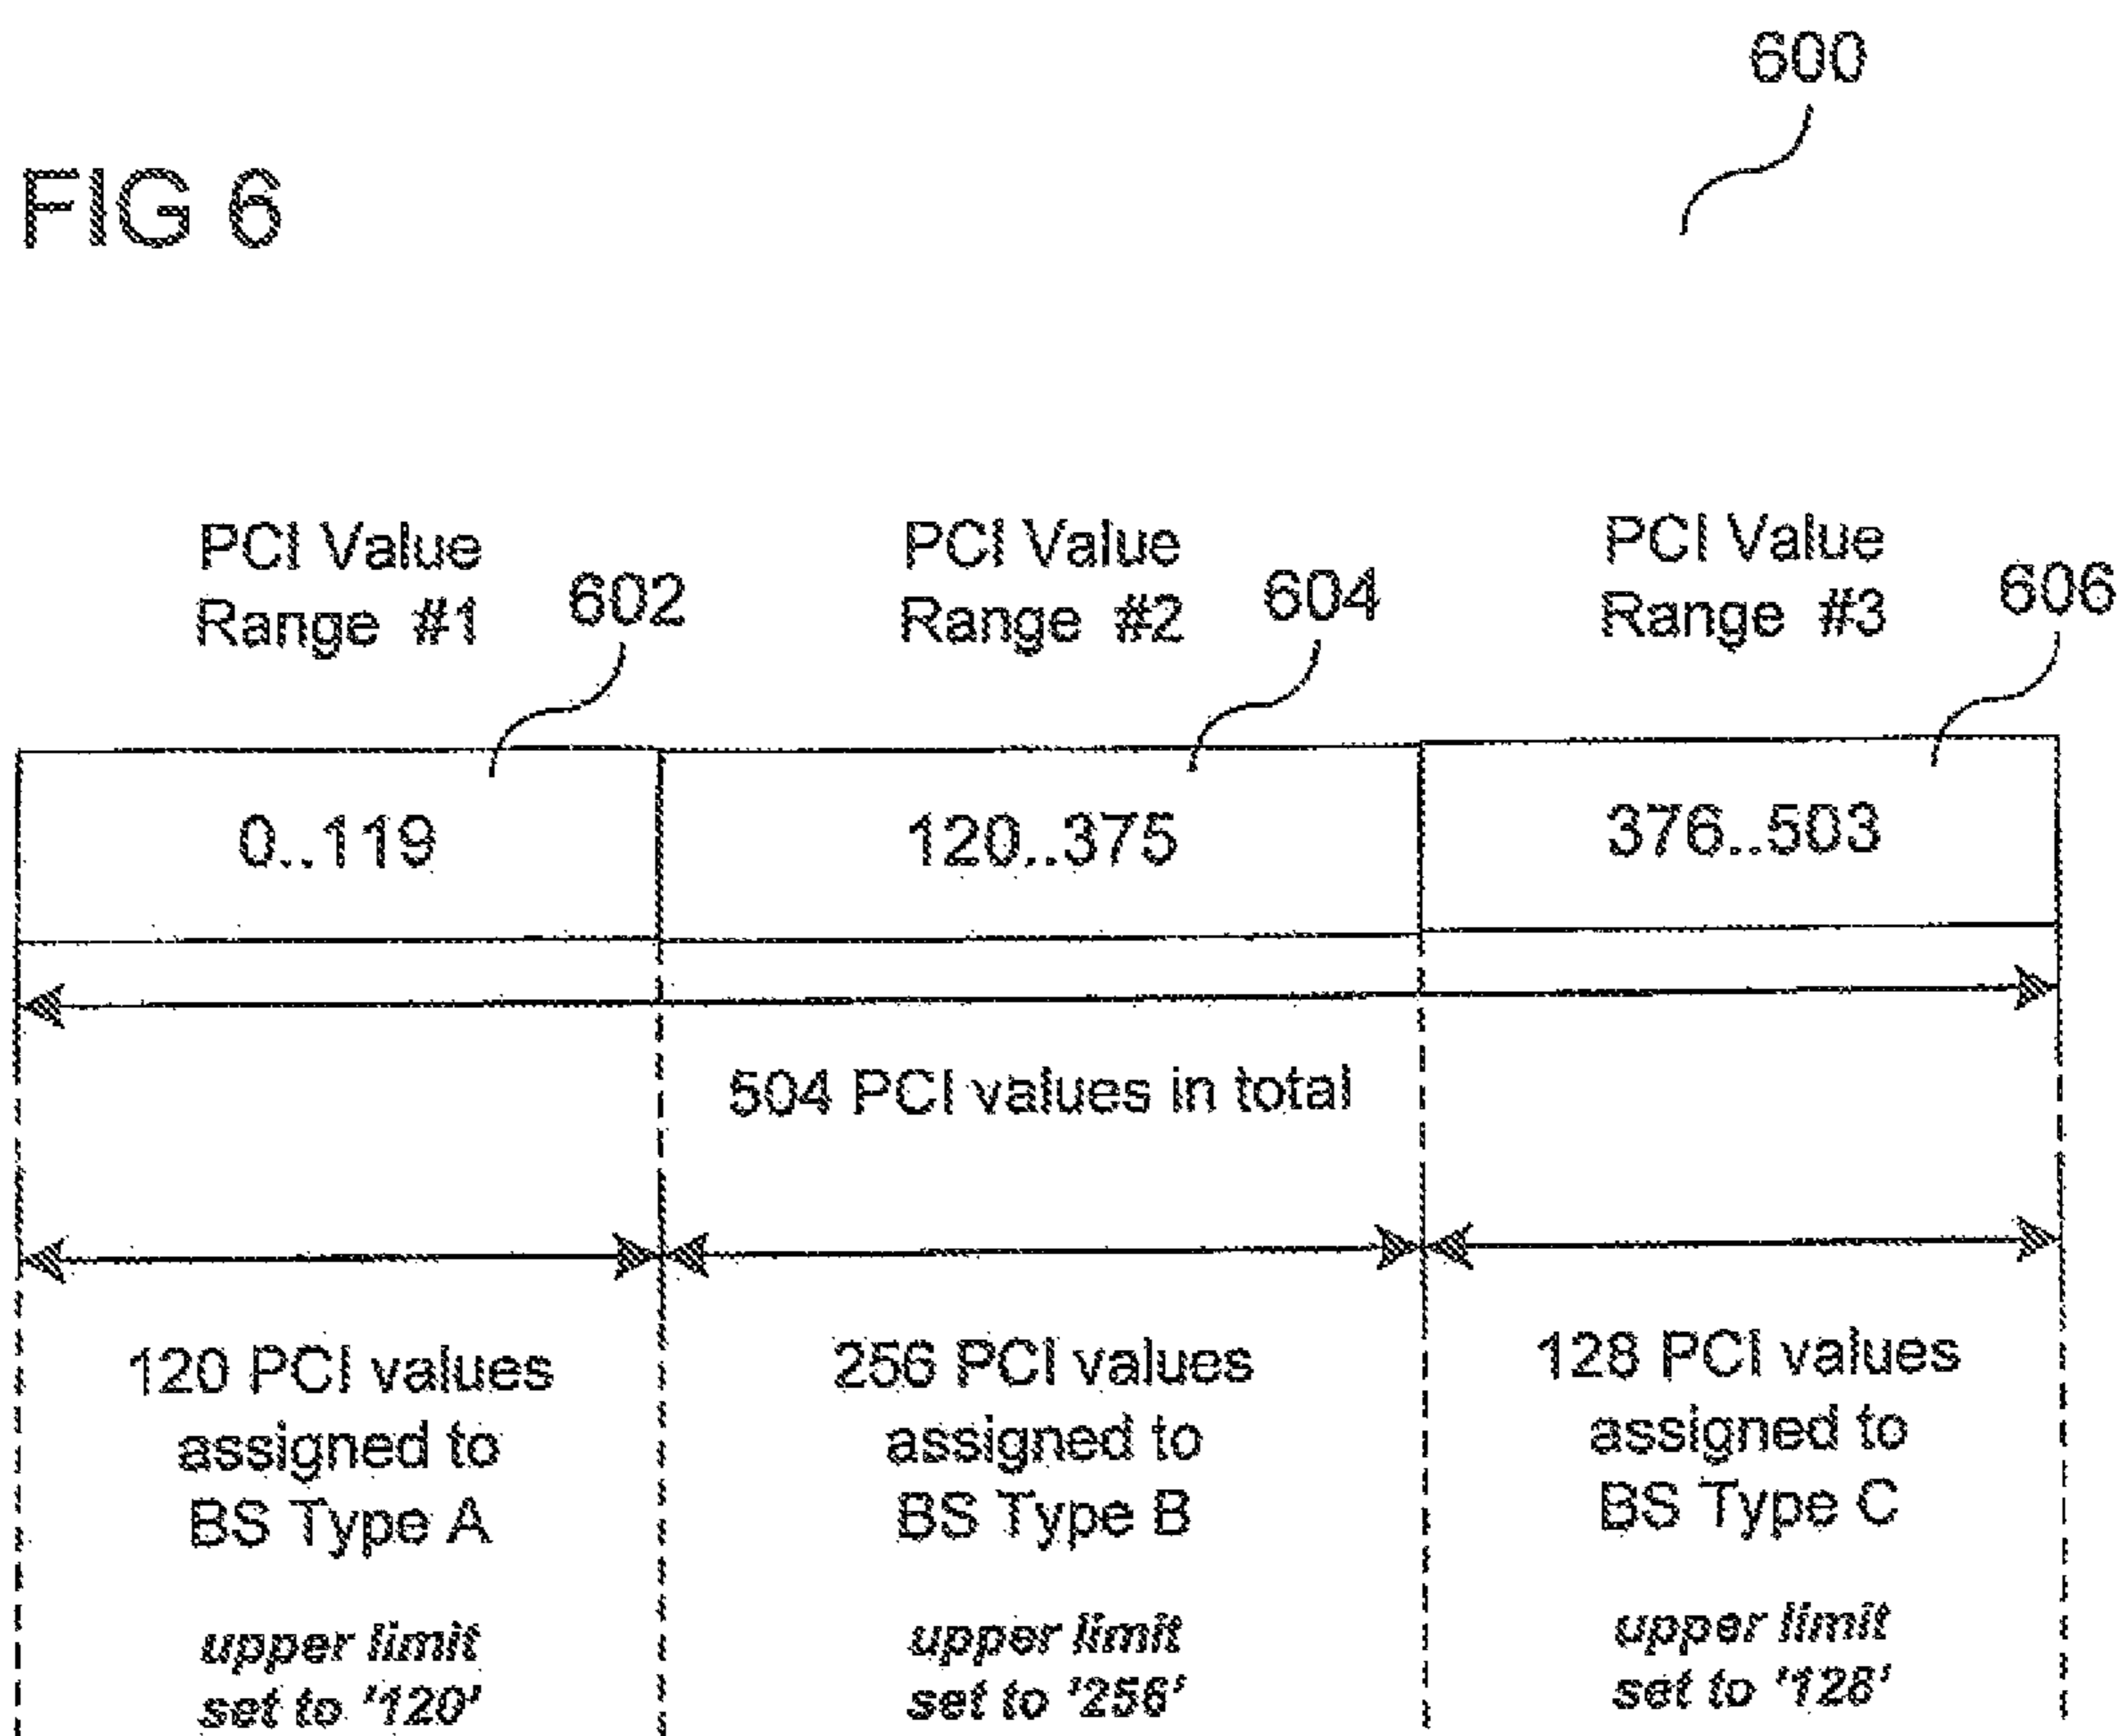 600
FIG 6
PCI Value
Range #1
602
PCI Value
Range #2
604
PCI Value
Range #3
606
0..119
120..375
376..503
504 PCI values in total
120 PCI values
assigned to
BS Type A
256 PCI values
assigned to
BS Type B
128 PCI values
assigned to
BS Type C
upper limit
set to '120'
upper limit
set to '256'
upper limit
set to '128'